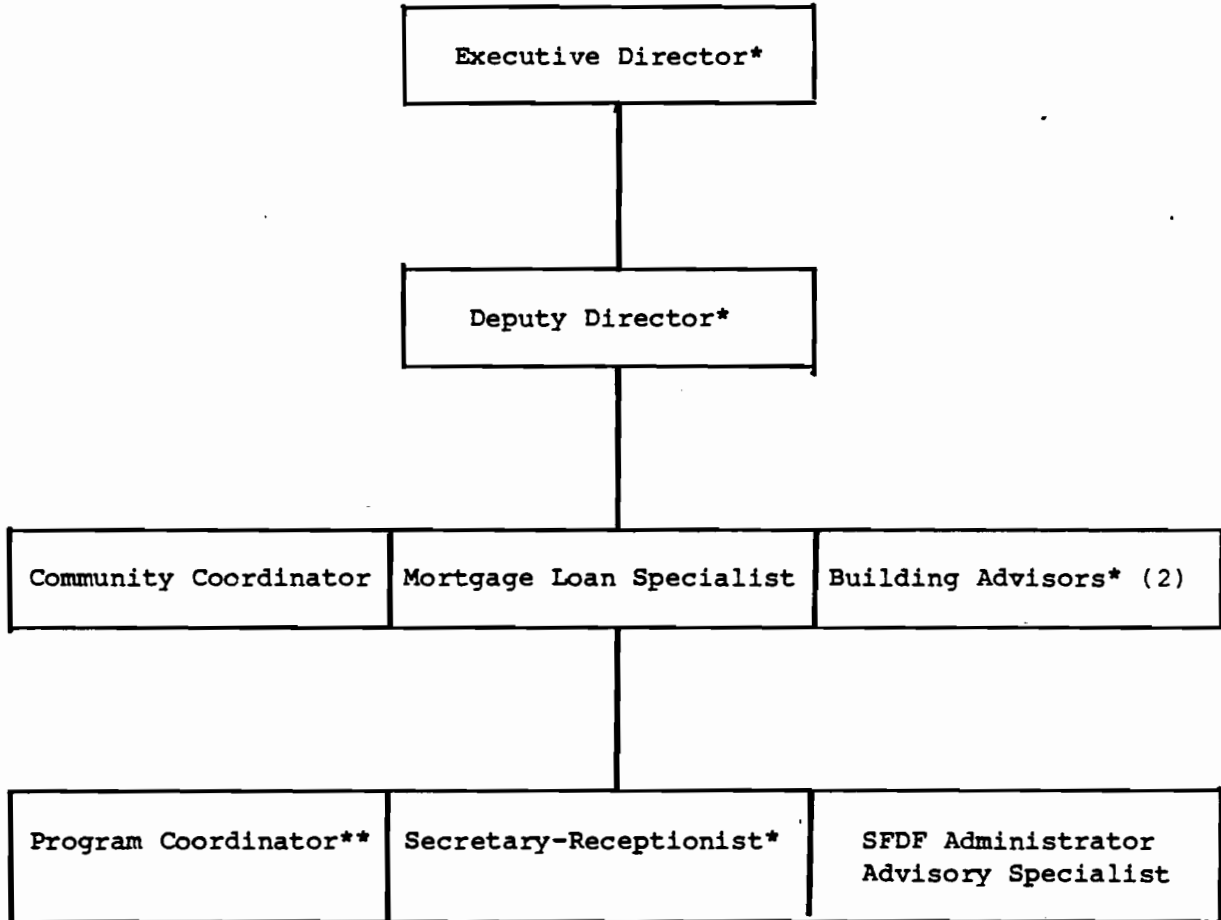 Executive Director*
Deputy Director*
Community Coordinator
Mortgage Loan Specialist
Building Advisors* (2)
Program Coordinator**
Secretary-Receptionist*
SFDF Administrator
Advisory Specialist